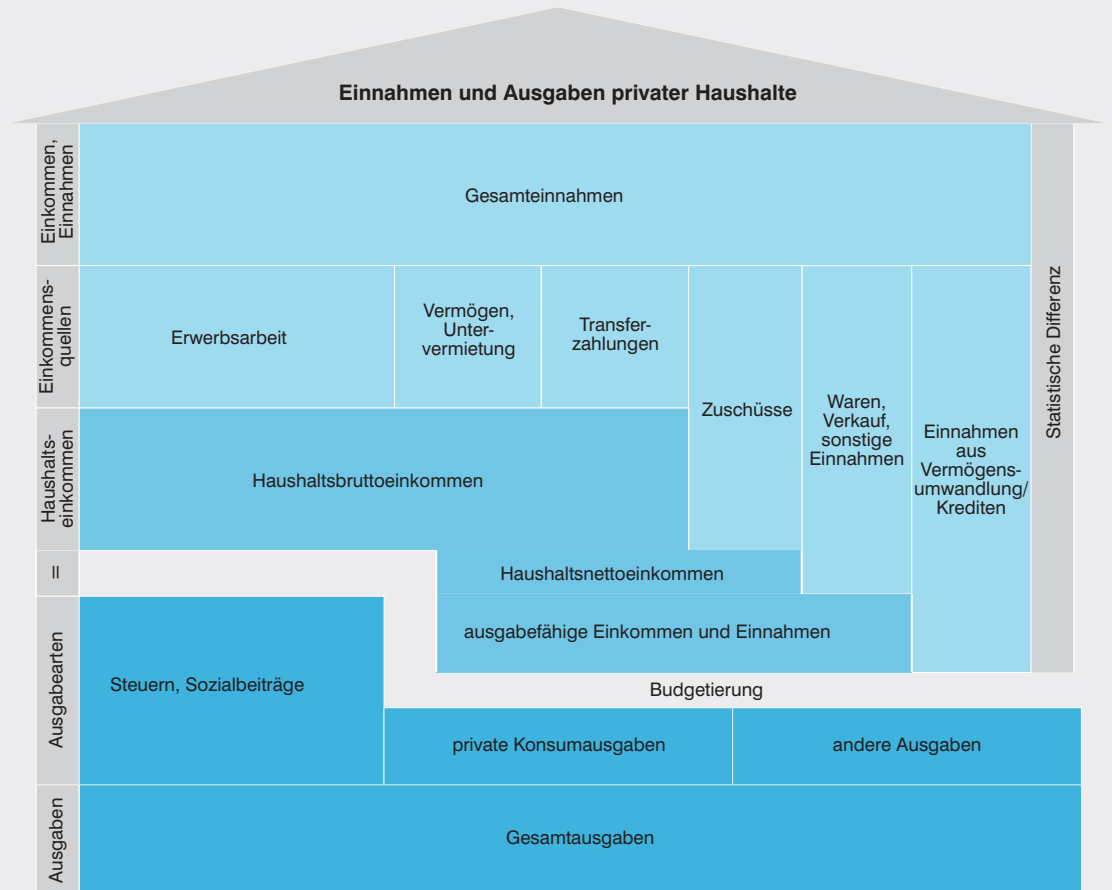 Einnahmen und Ausgaben privater Haushalte
Einkommen,
Einnahmen
Gesamteinnahmen
Statistische Differenz
Einkommens-
quellen
Erwerbsarbeit
Vermögen,
Unter-
vermietung
Transfer-
zahlungen
Zuschüsse
Waren,
Verkauf,
sonstige
Einnahmen
Einnahmen
aus
Vermögens-
umwandlung/
Krediten
Haushalts-
einkommen
Haushaltsbruttoeinkommen
=
Haushaltsnettoeinkommen
ausgabefähige Einkommen und Einnahmen
Ausgabearten
Steuern, Sozialbeiträge
Budgetierung
private Konsumausgaben
andere Ausgaben
Ausgaben
Gesamtausgaben